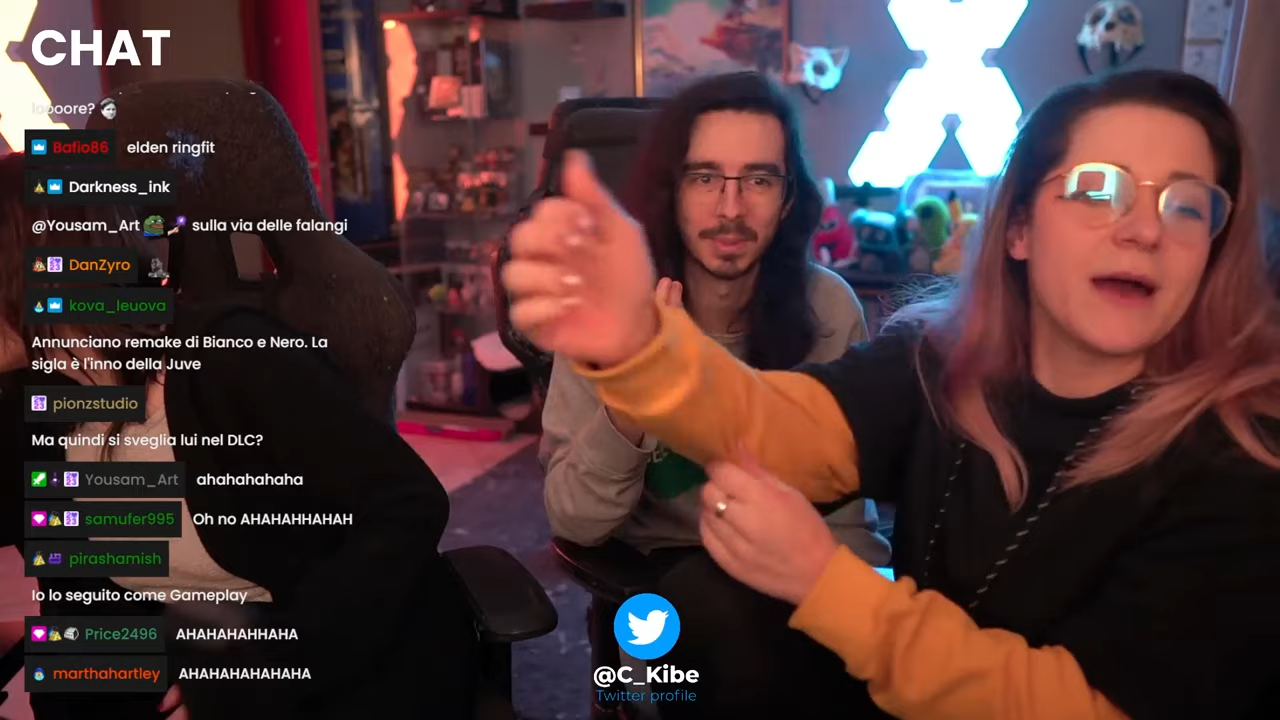 CHAT
Bafio86 elden ringfit
Darkness_ink
@Yousam_Art sulla via delle falangi
DanZyro
kova_leuova
Annunciano remake di Bianco e Nero. La
sigla è l'inno della Juve
pionzstudio
Ma quindi si sveglia lui nel DLC?
Yousam_Art ahahahahaha
samufer995 Oh no AHAHAHHAHAH
pirashamish
Io lo seguito come Gameplay
Price2496 AHAHAHAHHAHA
marthahartley AHAHAHAHAHAHA
@C_Kibe
Twitter profile